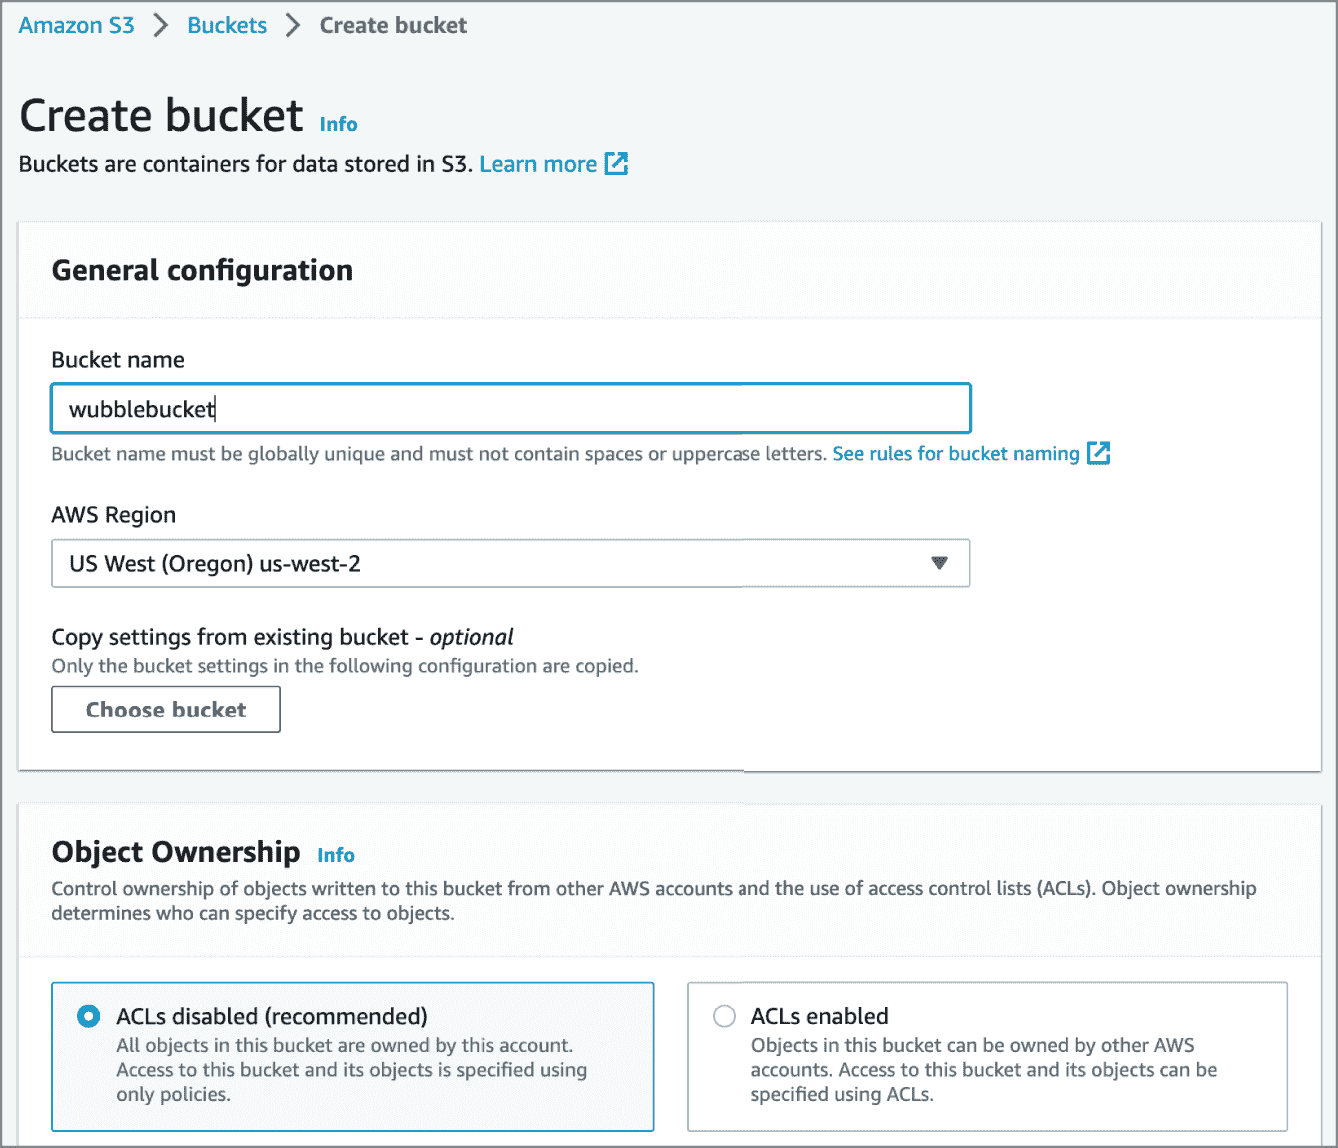 Amazon S3 > Buckets > Create bucket
Create bucket Info
Buckets are containers for data stored in S3. Learn more
General configuration
Bucket name
wubblebucket
Bucket name must be globally unique and must not contain spaces or uppercase letters. See rules for bucket naming
AWS Region
US West (Oregon) us-west-2
Copy settings from existing bucket - optional
Only the bucket settings in the following configuration are copied.
Choose bucket
Object Ownership Info
Control ownership of objects written to this bucket from other AWS accounts and the use of access control lists (ACLs). Object ownership
determines who can specify access to objects.
ACLs disabled (recommended)
All objects in this bucket are owned by this account.
Access to this bucket and its objects is specified using
only policies.
ACLs enabled
Objects in this bucket can be owned by other AWS
accounts. Access to this bucket and its objects can be
specified using ACLs.